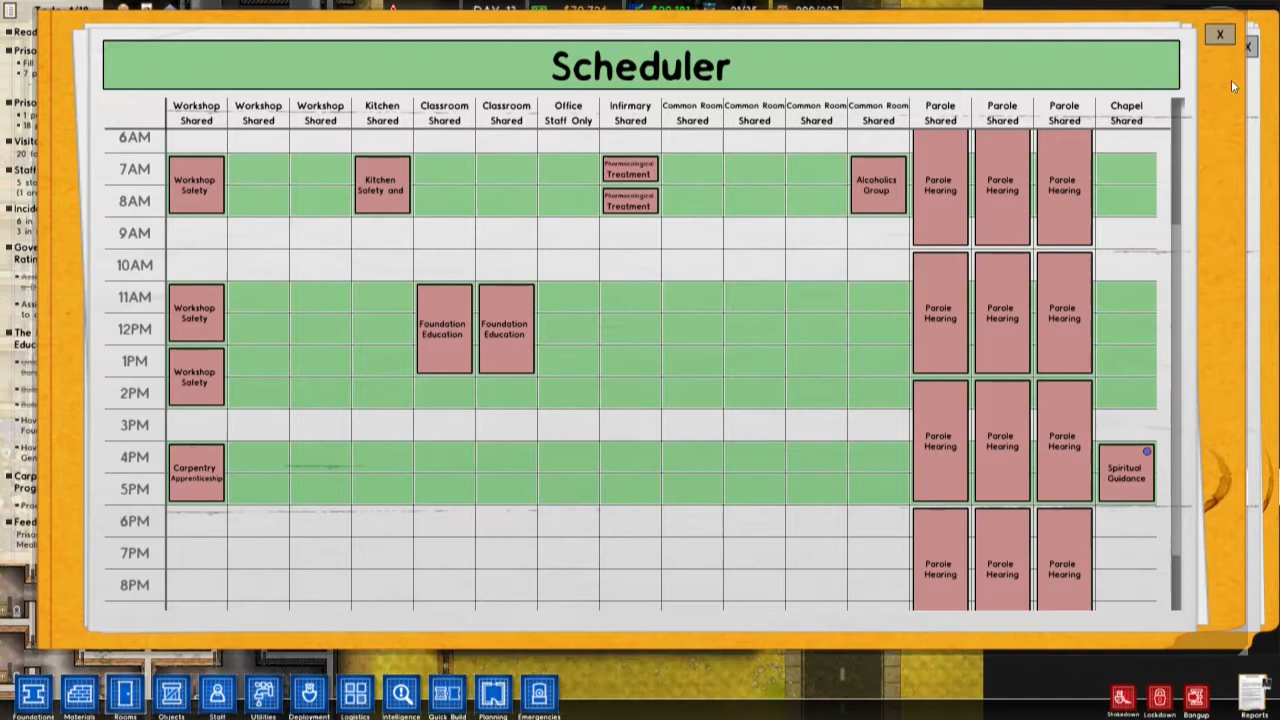 DAY 13
Scheduler
X
X
Workshop Workshop Workshop Kitchen Classroom Classroom Office Infirmary Common Room Common Room Common Room Common Room Parole Parole Parole Chapel
Shared Shared Shared Shared Shared Shared Staff Only Shared Shared Shared Shared Shared Shared Shared Shared Shared
6AM
7AM
8AM
9AM
10AM
11AM
12PM
1PM
2PM
3PM
4PM
5PM
6PM
7PM
8PM
Workshop
Safety
Kitchen
Safety and
Pharmacological
Treatment
Pharmacological
Treatment
Alcoholics
Group
Parole
Hearing
Parole
Hearing
Parole
Hearing
Workshop
Safety
Foundation
Education
Foundation
Education
Parole
Hearing
Parole
Hearing
Parole
Hearing
Workshop
Safety
Parole
Hearing
Parole
Hearing
Parole
Hearing
Carpentry
Apprenticeship
Spiritual
Guidance
Parole
Hearing
Parole
Hearing
Parole
Hearing
Foundations Materials Rooms Objects Staff Utilities Deployment Logistics Intelligence Quick Build Planning Emergencies
Shakedown Lockdown Bangup Reports